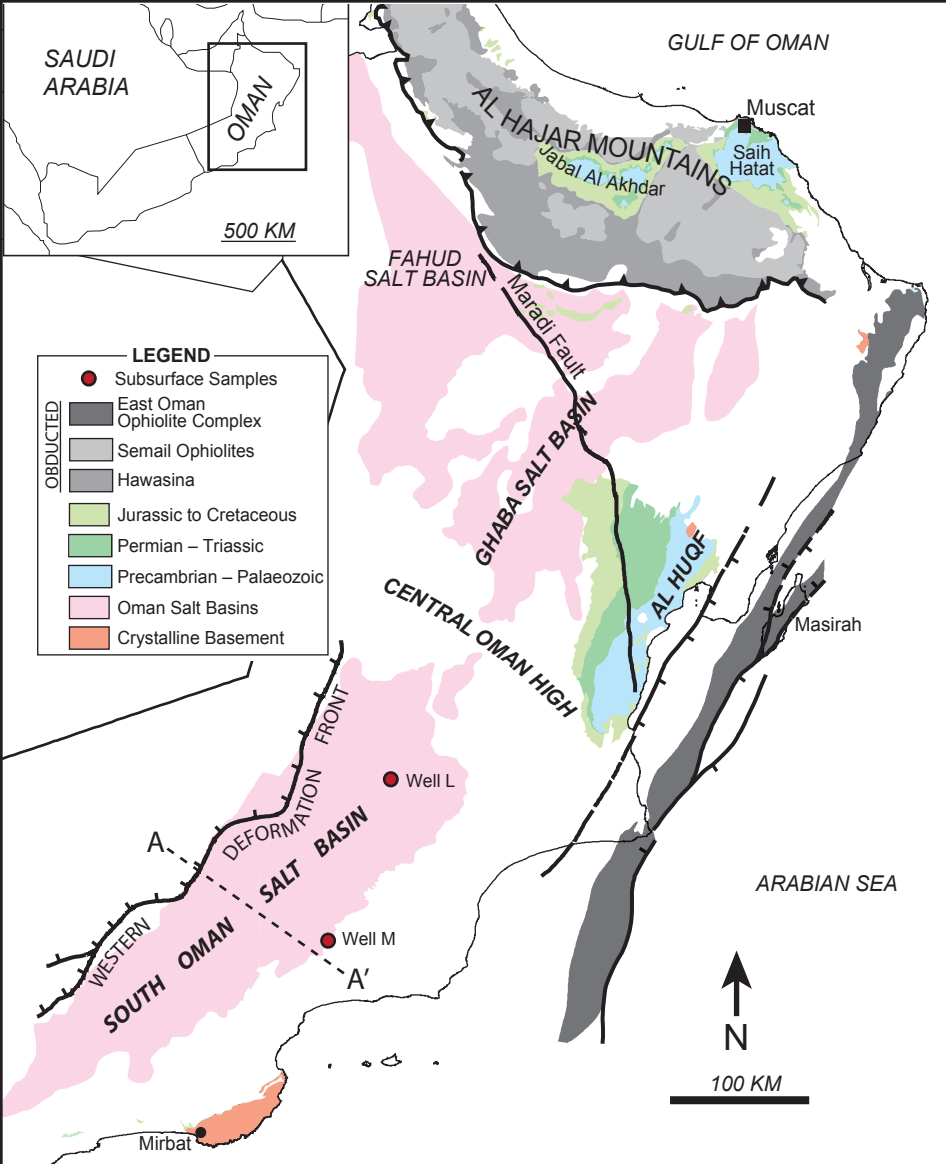 SAUDI
ARABIA
OMAN
500 KM
GULF OF OMAN
Muscat
AL HAJAR MOUNTAINS
Saih
Hatat
Jabal Al Akhdar
FAHUD
SALT BASIN
Maradi Fault
LEGEND
Subsurface Samples
OBDUCTED
East Oman
Ophiolite Complex
Semail Ophiolites
Hawasina
Jurassic to Cretaceous
Permian – Triassic
Precambrian – Palaeozoic
Oman Salt Basins
Crystalline Basement
GHABA SALT BASIN
AL HUQF
CENTRAL OMAN HIGH
Masirah
WESTERN DEFORMATION FRONT
Well L
A
SOUTH OMAN SALT BASIN
Well M
A'
ARABIAN SEA
N
100 KM
Mirbat